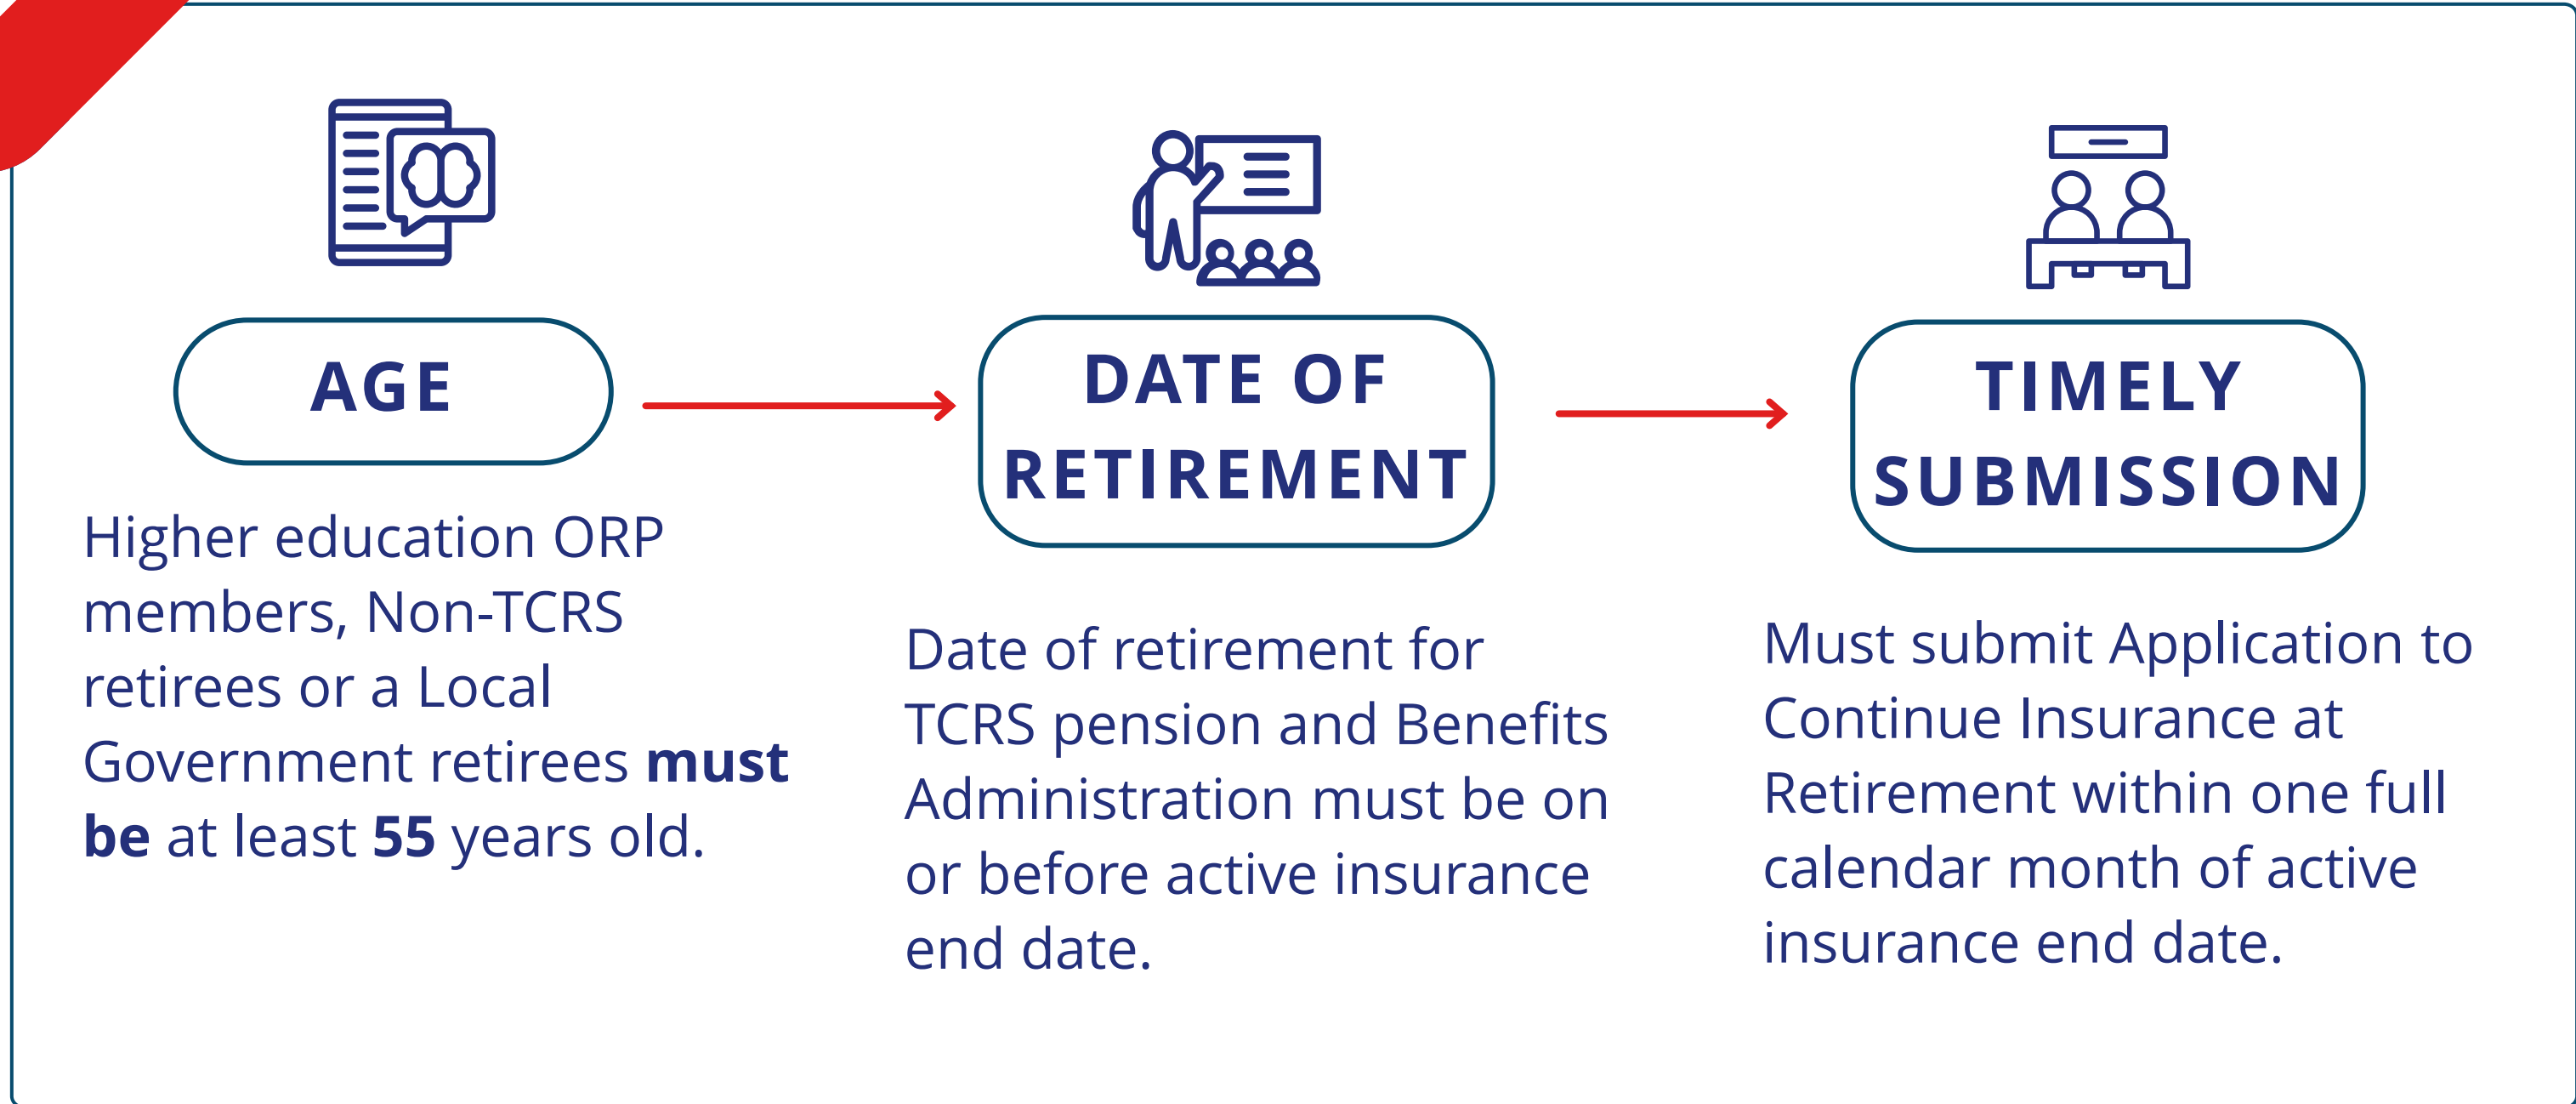 AGE
Higher education ORP
members, Non-TCRS
retirees or a Local
Government retirees must
be at least 55 years old.
DATE OF
RETIREMENT
Date of retirement for
TCRS pension and Benefits
Administration must be on
or before active insurance
end date.
TIMELY
SUBMISSION
Must submit Application to
Continue Insurance at
Retirement within one full
calendar month of active
insurance end date.